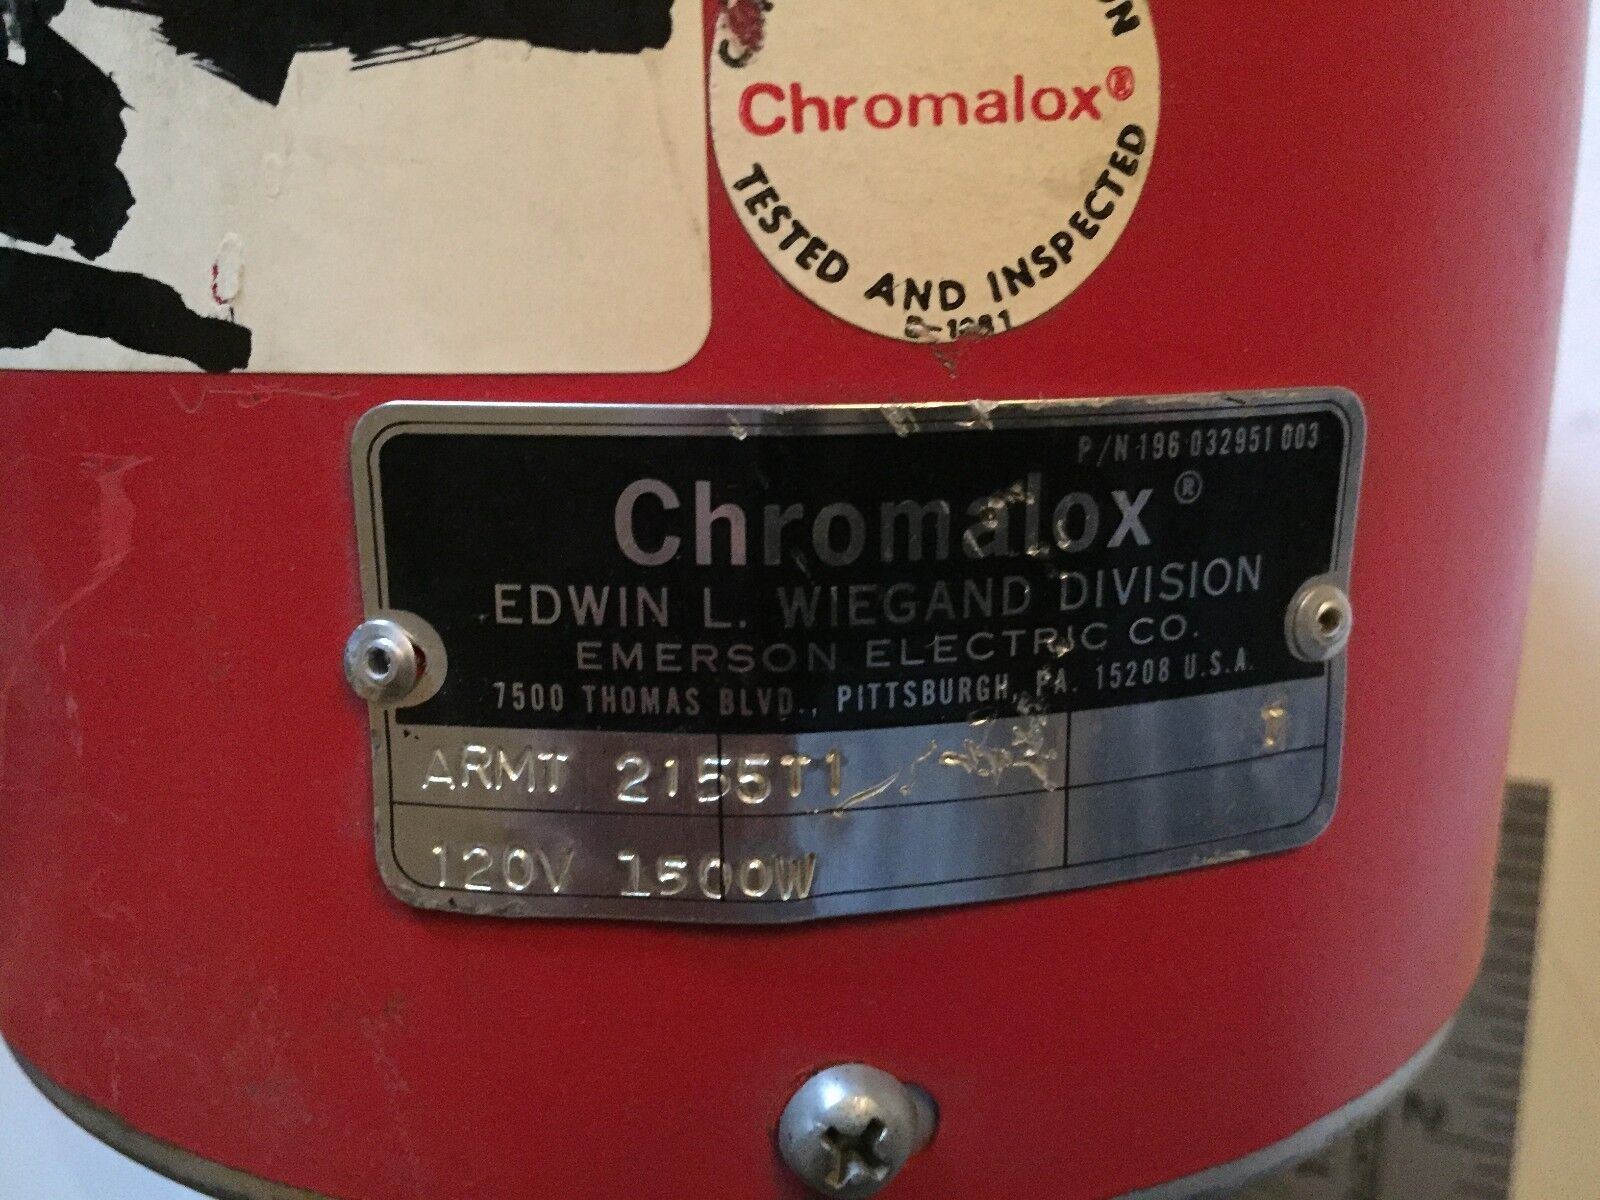 Chromalox®
TESTED AND INSPECTED
P/N 196 032951 003
Chromalox®
EDWIN L. WIEGAND DIVISION
EMERSON ELECTRIC CO.
7500 THOMAS BLVD., PITTSBURGH, PA. 15208 U.S.A.
ARMT 2155T1
120V 1500W